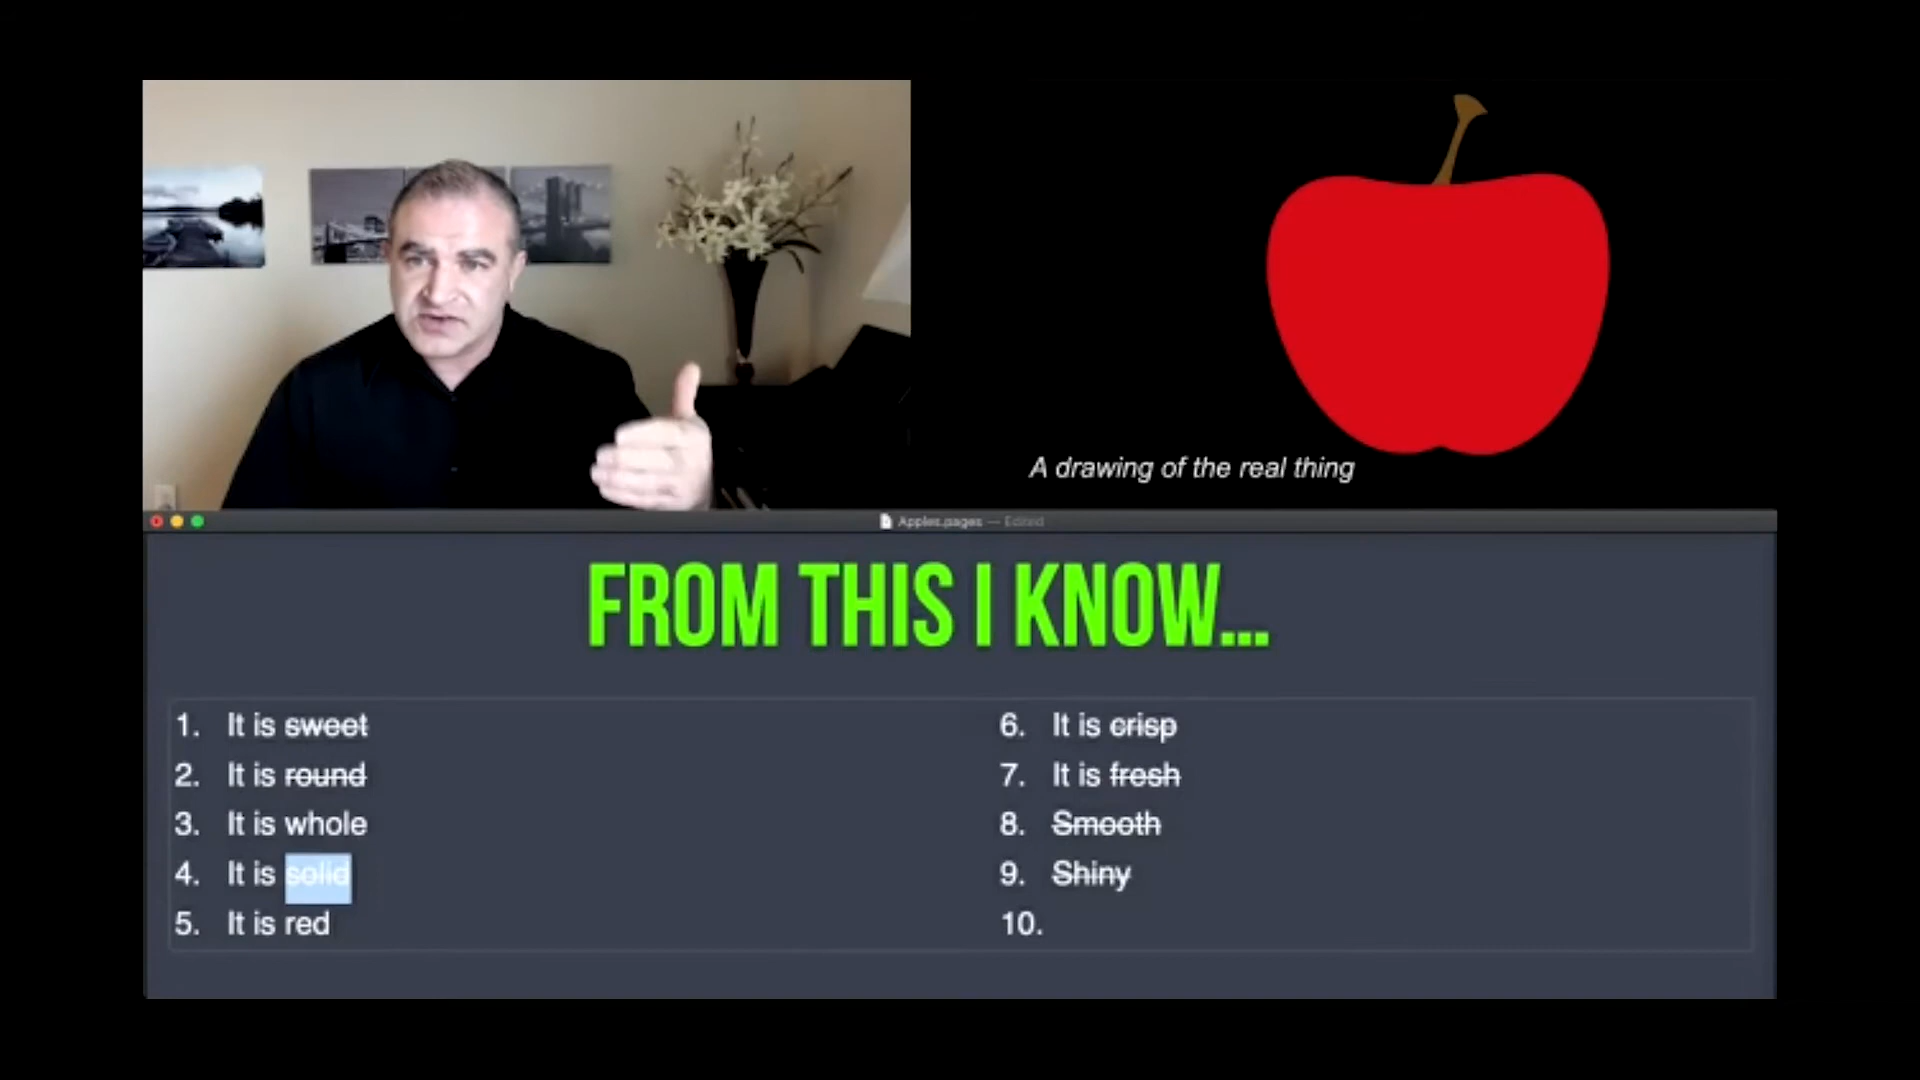 A drawing of the real thing
Apples.pages — Edited
FROM THIS I KNOW...
1. It is sweet
2. It is round
3. It is whole
4. It is solid
5. It is red
6. It is crisp
7. It is fresh
8. Smooth
9. Shiny
10.